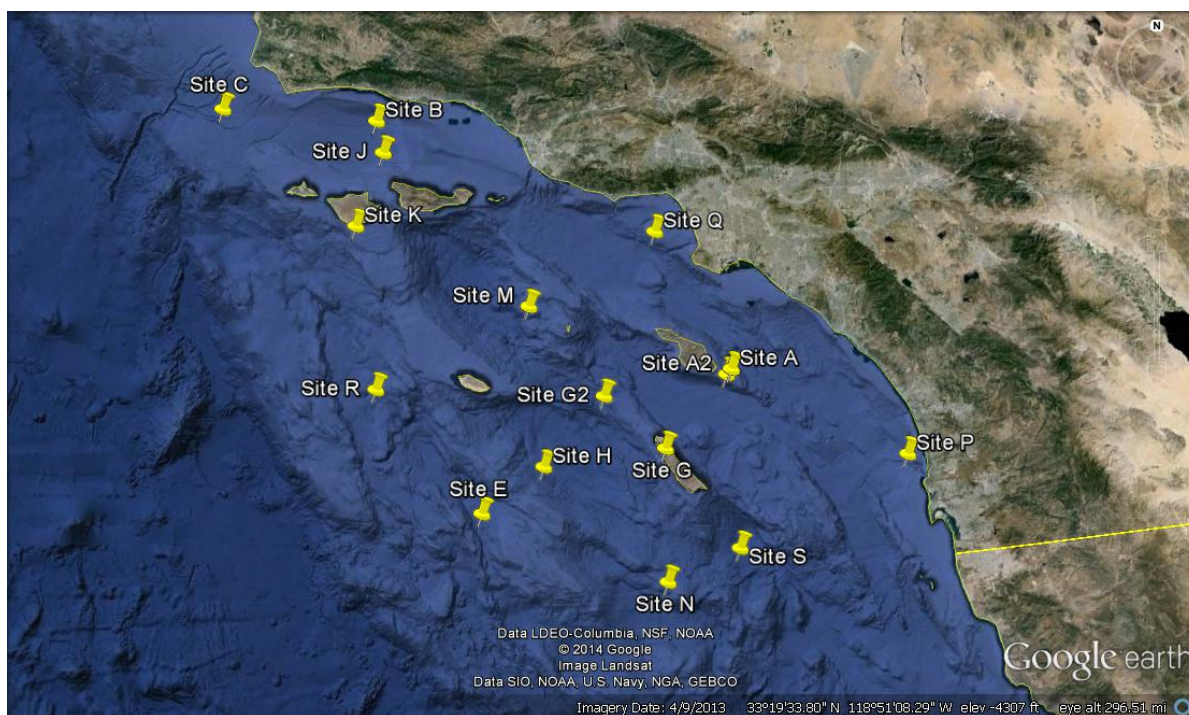 N
Site C
Site B
Site J
Site K
Site Q
Site M
Site A2
Site A
Site R
Site G2
Site P
Site H
Site G
Site E
Site S
Site N
Data LDEO-Columbia, NSF, NOAA
© 2014 Google
Image Landsat
Data SIO, NOAA, U.S. Navy, NGA, GEBCO
Google earth
Imagery Date: 4/9/2013 33°19'33.80" N 118°51'08.29" W elev -4307 ft eye alt 296.51 mi